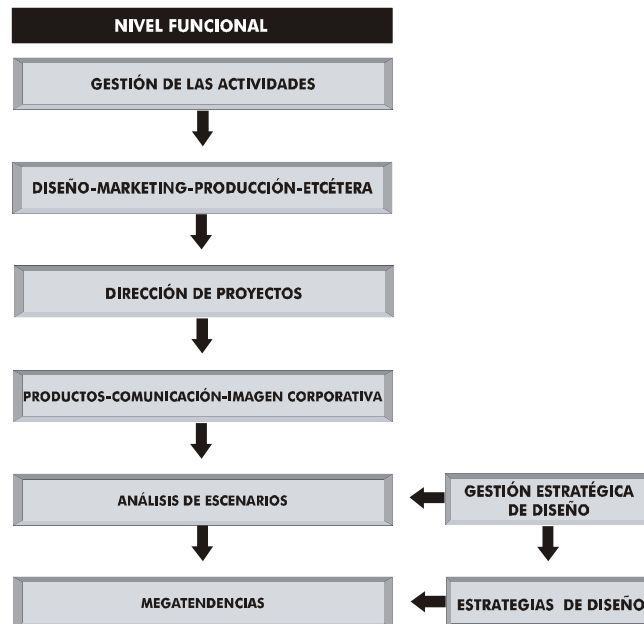 NIVEL FUNCIONAL
GESTIÓN DE LAS ACTIVIDADES
DISEÑO-MARKETING-PRODUCCIÓN-ETCÉTERA
DIRECCIÓN DE PROYECTOS
PRODUCTOS-COMUNICACIÓN-IMAGEN CORPORATIVA
ANÁLISIS DE ESCENARIOS
GESTIÓN ESTRATÉGICA
DE DISEÑO
MEGATENDENCIAS
ESTRATEGIAS DE DISEÑO